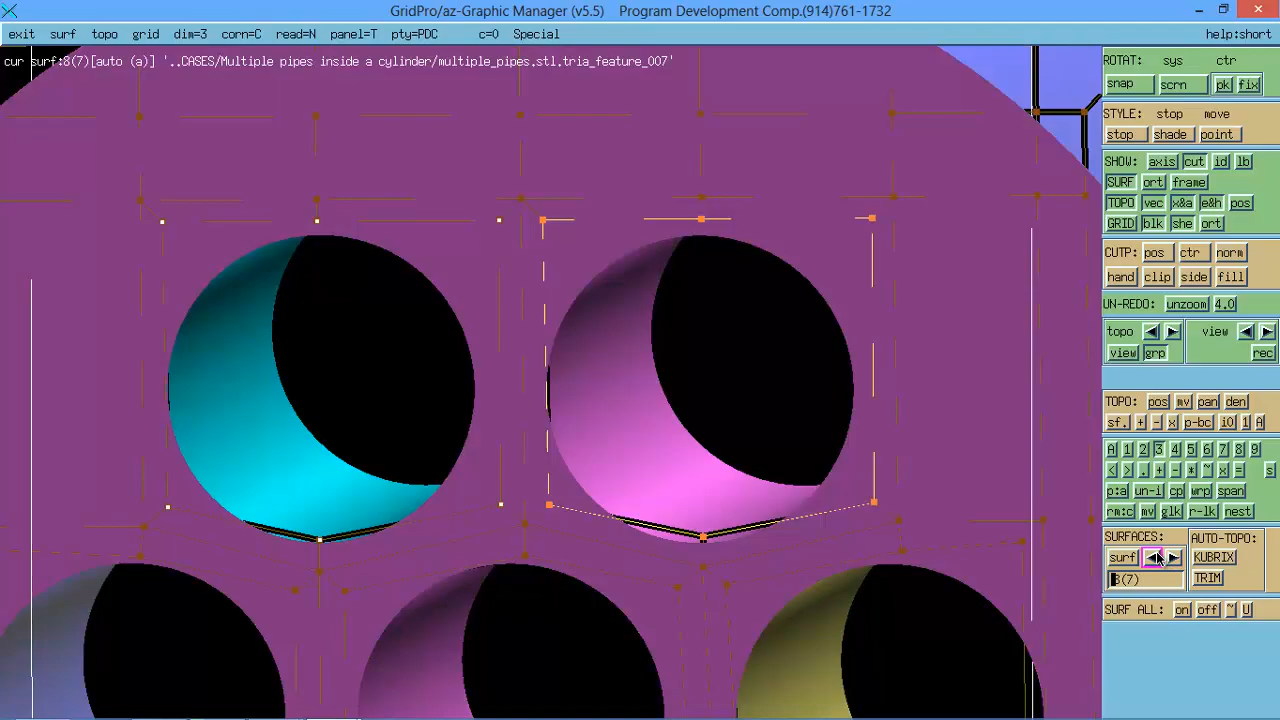 GridPro/az-Graphic Manager (v5.5) Program Development Comp.(914)761-1732
exit surf topo grid dim=3 corn=C read=N panel=T pty=PDC c=0 Special help:short
cur surf:8(7)[auto (a)] '..CASES/Multiple pipes inside a cylinder/multiple_pipes.stl.tria_feature_007'
ROTAT: sys ctr
snap scrn pk fix
STYLE: stop move
stop shade point
SHOW: axis cut id lb
SURF ort frame
TOPO vec x&a e&h pos
GRID blk she ort
CUTP: pos ctr norm
hand clip side fill
UN-REDO: unzoom 4.0
topo view
view grp rec
TOPO: pos mv pan den
sf. + - x p-bc i0 1 A
A 1 2 3 4 5 6 7 8 9
< > . + - * ~ x = s
p:a un-i cp wrp span
rm:c mv glk r-lk nest
SURFACES: AUTO-TOPO:
surf KUBRIX
8(7) TRIM
SURF ALL: on off ~ U